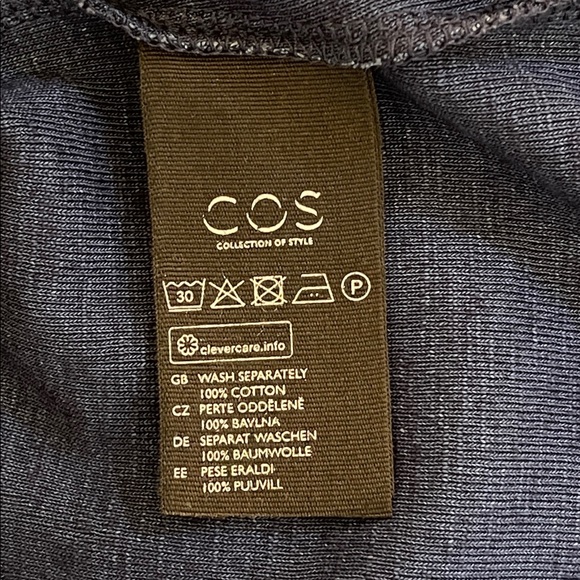 COS
COLLECTION OF STYLE
30 P
clevercare.info
GB WASH SEPARATELY
100% COTTON
CZ PERTE ODDĚLENĚ
100% BAVLNA
DE SEPARAT WASCHEN
100% BAUMWOLLE
EE PESE ERALDI
100% PUUVILL